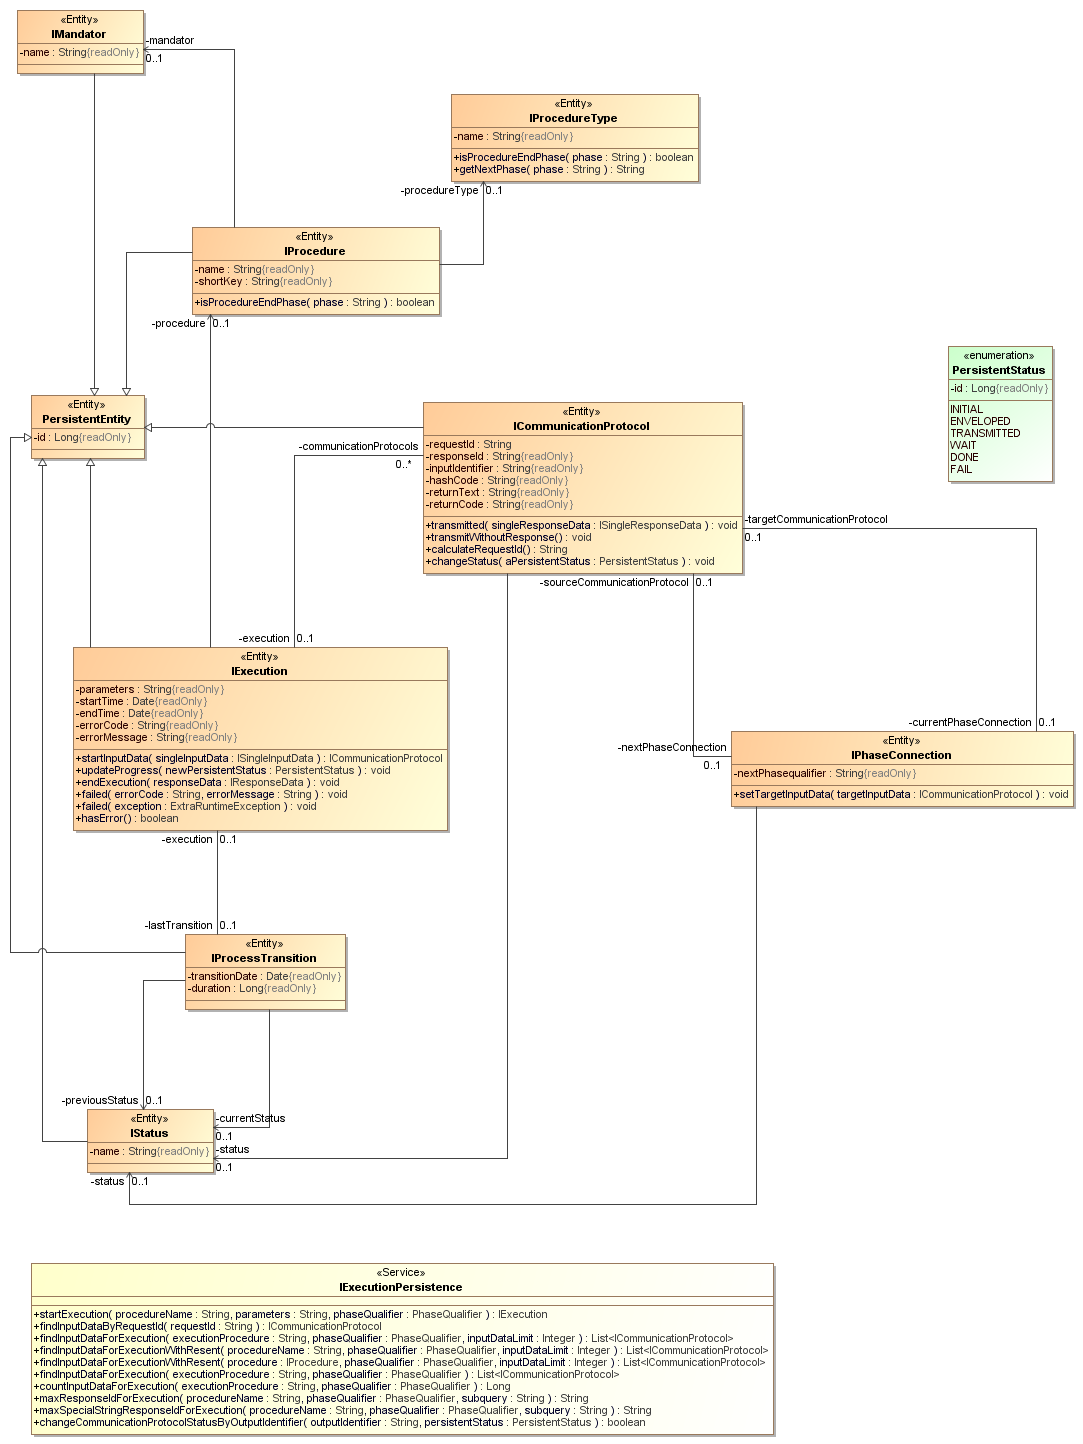 «Entity»
IMandator
-name : String{readOnly}
-mandator
0..1
«Entity»
IProcedureType
-name : String{readOnly}
+isProcedureEndPhase( phase : String ) : boolean
+getNextPhase( phase : String ) : String
-procedureType
0..1
«Entity»
IProcedure
-name : String{readOnly}
-shortKey : String{readOnly}
+isProcedureEndPhase( phase : String ) : boolean
-procedure
0..1
«enumeration»
PersistentStatus
-id : Long{readOnly}
INITIAL
ENVELOPED
TRANSMITTED
WAIT
DONE
FAIL
«Entity»
PersistentEntity
-id : Long{readOnly}
«Entity»
ICommunicationProtocol
-requestId : String
-responseId : String{readOnly}
-inputIdentifier : String{readOnly}
-hashCode : String{readOnly}
-returnText : String{readOnly}
-returnCode : String{readOnly}
+transmitted( singleResponseData : ISingleResponseData ) : void
+transmitWithoutResponse() : void
+calculateRequestId() : String
+changeStatus( aPersistentStatus : PersistentStatus ) : void
-communicationProtocols
0..*
-targetCommunicationProtocol
0..1
-sourceCommunicationProtocol
0..1
-execution
0..1
«Entity»
IExecution
-parameters : String{readOnly}
-startTime : Date{readOnly}
-endTime : Date{readOnly}
-errorCode : String{readOnly}
-errorMessage : String{readOnly}
+startInputData( singleInputData : ISingleInputData ) : ICommunicationProtocol
+updateProgress( newPersistentStatus : PersistentStatus ) : void
+endExecution( responseData : IResponseData ) : void
+failed( errorCode : String, errorMessage : String ) : void
+failed( exception : ExtraRuntimeException ) : void
+hasError() : boolean
-currentPhaseConnection
0..1
-nextPhaseConnection
0..1
«Entity»
IPhaseConnection
-nextPhasequalifier : String{readOnly}
+setTargetInputData( targetInputData : ICommunicationProtocol ) : void
-execution
0..1
-lastTransition
0..1
«Entity»
IProcessTransition
-transitionDate : Date{readOnly}
-duration : Long{readOnly}
-previousStatus
0..1
-currentStatus
0..1
«Entity»
IStatus
-name : String{readOnly}
-status
0..1
-status
0..1
«Service»
IExecutionPersistence
+startExecution( procedureName : String, parameters : String, phaseQualifier : PhaseQualifier ) : IExecution
+findInputDataByRequestId( requestId : String ) : ICommunicationProtocol
+findInputDataForExecution( executionProcedure : String, phaseQualifier : PhaseQualifier, inputDataLimit : Integer ) : List<ICommunicationProtocol>
+findInputDataForExecutionWithResent( procedureName : String, phaseQualifier : PhaseQualifier, inputDataLimit : Integer ) : List<ICommunicationProtocol>
+findInputDataForExecutionWithResent( procedure : IProcedure, phaseQualifier : PhaseQualifier, inputDataLimit : Integer ) : List<ICommunicationProtocol>
+findInputDataForExecution( executionProcedure : String, phaseQualifier : PhaseQualifier ) : List<ICommunicationProtocol>
+countInputDataForExecution( executionProcedure : String, phaseQualifier : PhaseQualifier ) : Long
+maxResponseIdForExecution( procedureName : String, phaseQualifier : PhaseQualifier, subquery : String ) : String
+maxSpecialStringResponseIdForExecution( procedureName : String, phaseQualifier : PhaseQualifier, subquery : String ) : String
+changeCommunicationProtocolStatusByOutputIdentifier( outputIdentifier : String, persistentStatus : PersistentStatus ) : boolean